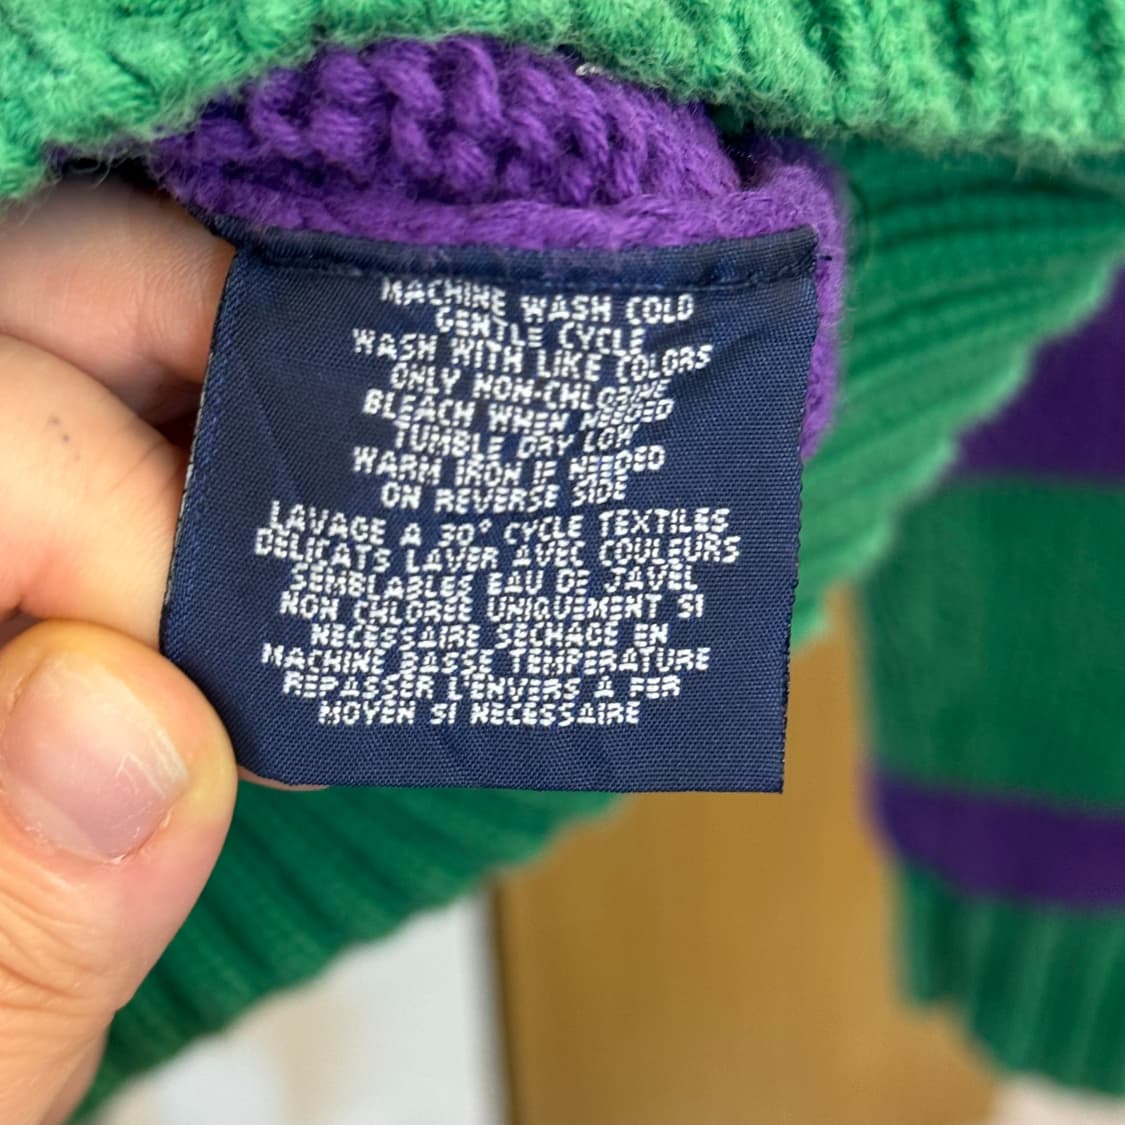 MACHINE WASH COLD
GENTLE CYCLE
WASH WITH LIKE COLORS
ONLY NON-CHLORINE
BLEACH WHEN NEEDED
TUMBLE DRY LOW
WARM IRON IF NEEDED
ON REVERSE SIDE
LAVAGE A 30° CYCLE TEXTILES
DELICATS LAVER AVEC COULEURS
SEMBLABLES EAU DE JAVEL
NON CHLOREE UNIQUEMENT SI
NECESSAIRE SECHAGE EN
MACHINE BASSE TEMPERATURE
REPASSER L'ENVERS A FER
MOYEN SI NECESSAIRE